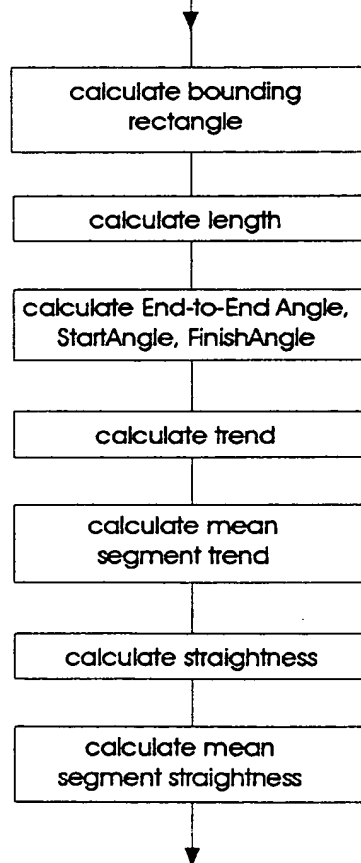 calculate bounding
rectangle
calculate length
calculate End-to-End Angle,
StartAngle, FinishAngle
calculate trend
calculate mean
segment trend
calculate straightness
calculate mean
segment straightness